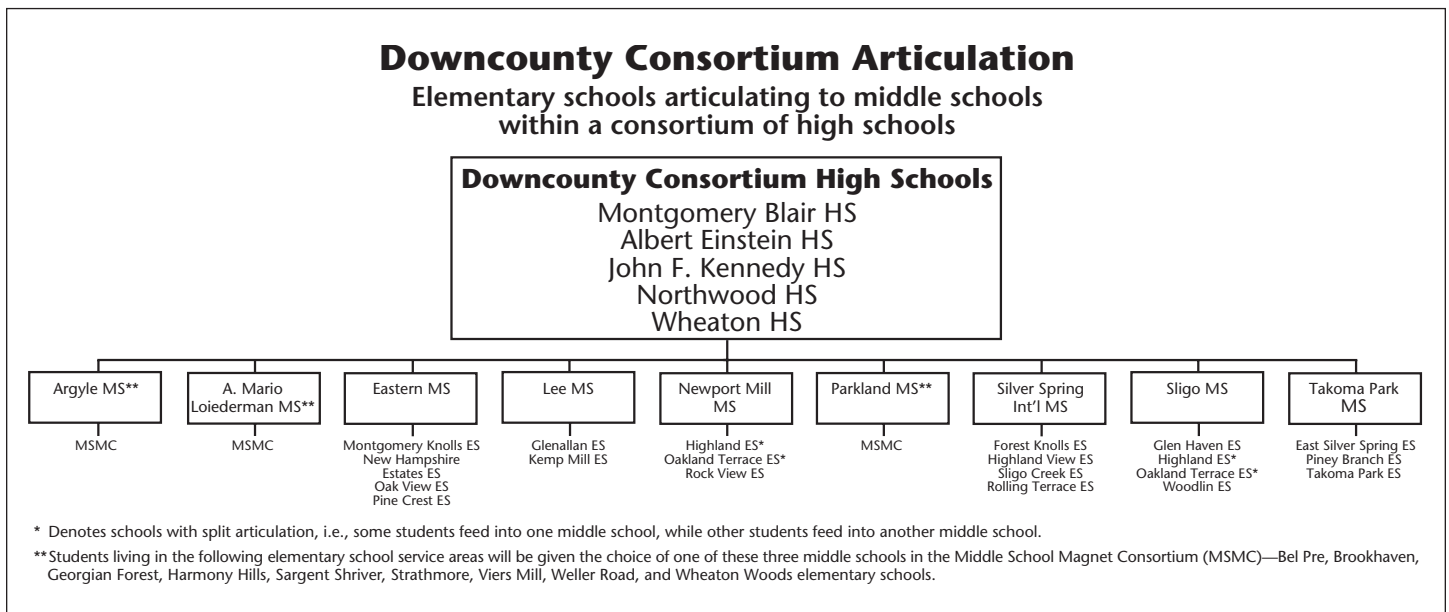 Downcounty Consortium Articulation
Elementary schools articulating to middle schools
within a consortium of high schools
Downcounty Consortium High Schools
Montgomery Blair HS
Albert Einstein HS
John F. Kennedy HS
Northwood HS
Wheaton HS
Argyle MS**
MSMC
A. Mario
Loiederman MS**
MSMC
Eastern MS
Montgomery Knolls ES
New Hampshire
Estates ES
Oak View ES
Pine Crest ES
Lee MS
Glenallan ES
Kemp Mill ES
Newport Mill
MS
Highland ES*
Oakland Terrace ES*
Rock View ES
Parkland MS**
MSMC
Silver Spring
Int'l MS
Forest Knolls ES
Highland View ES
Sligo Creek ES
Rolling Terrace ES
Sligo MS
Glen Haven ES
Highland ES*
Oakland Terrace ES*
Woodlin ES
Takoma Park
MS
East Silver Spring ES
Piney Branch ES
Takoma Park ES
* Denotes schools with split articulation, i.e., some students feed into one middle school, while other students feed into another middle school.
**Students living in the following elementary school service areas will be given the choice of one of these three middle schools in the Middle School Magnet Consortium (MSMC)—Bel Pre, Brookhaven,
Georgian Forest, Harmony Hills, Sargent Shriver, Strathmore, Viers Mill, Weller Road, and Wheaton Woods elementary schools.